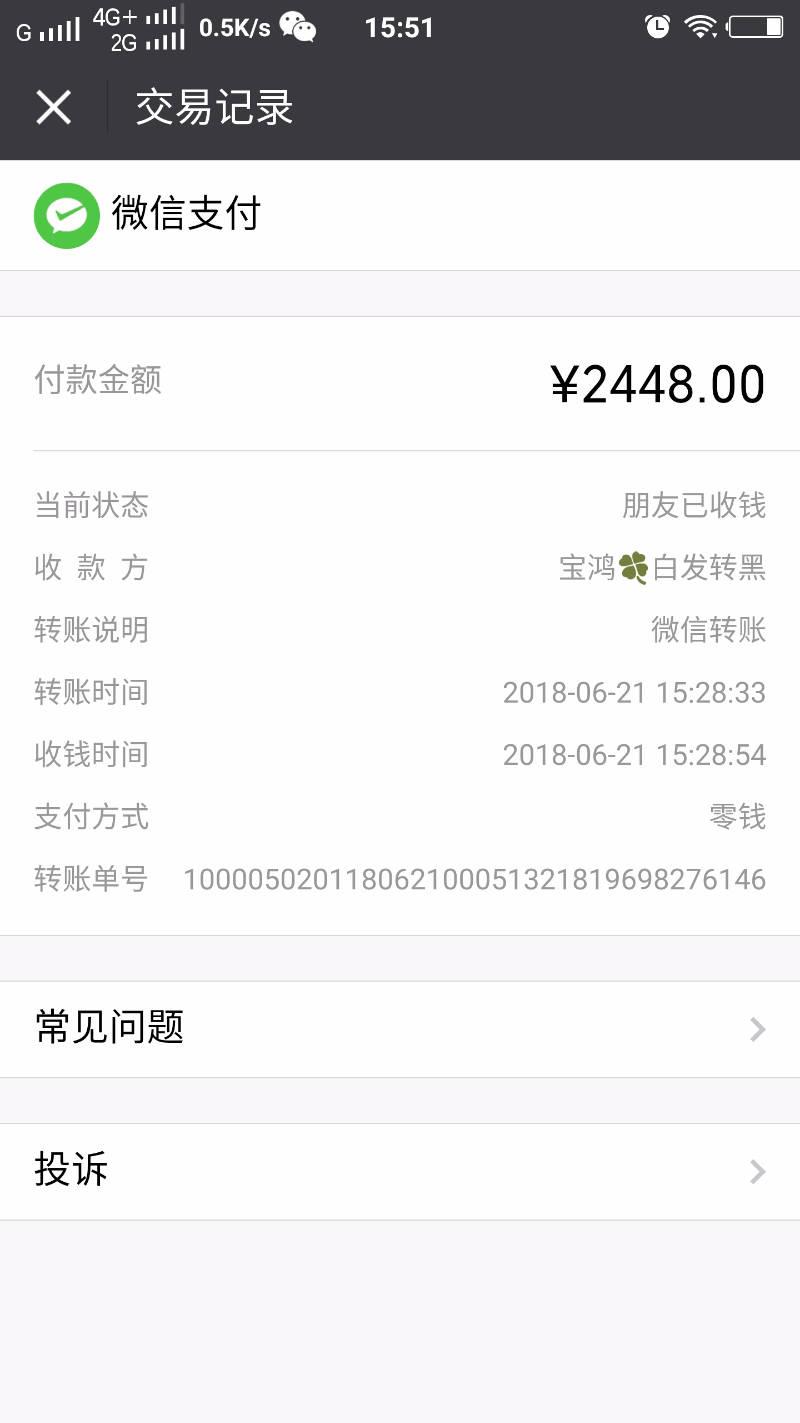 G 4G+ 2G 0.5K/s 15:51
交易记录
微信支付
付款金额 ¥2448.00
当前状态 朋友已收钱
收款方 宝鸿🍀白发转黑
转账说明 微信转账
转账时间 2018-06-21 15:28:33
收钱时间 2018-06-21 15:28:54
支付方式 零钱
转账单号 1000050201180621000513218196982​76146
常见问题
投诉